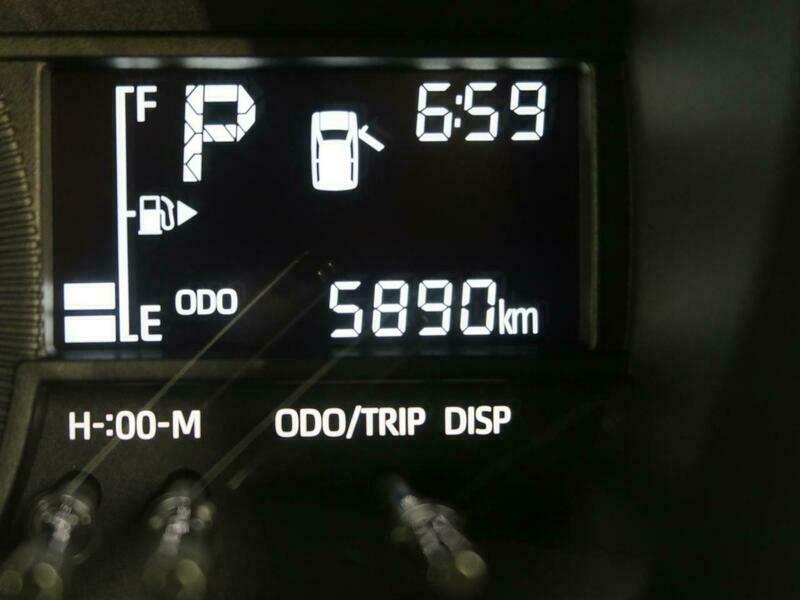 F P 6:59
E ODO 5890km
H-:00-M ODO/TRIP DISP